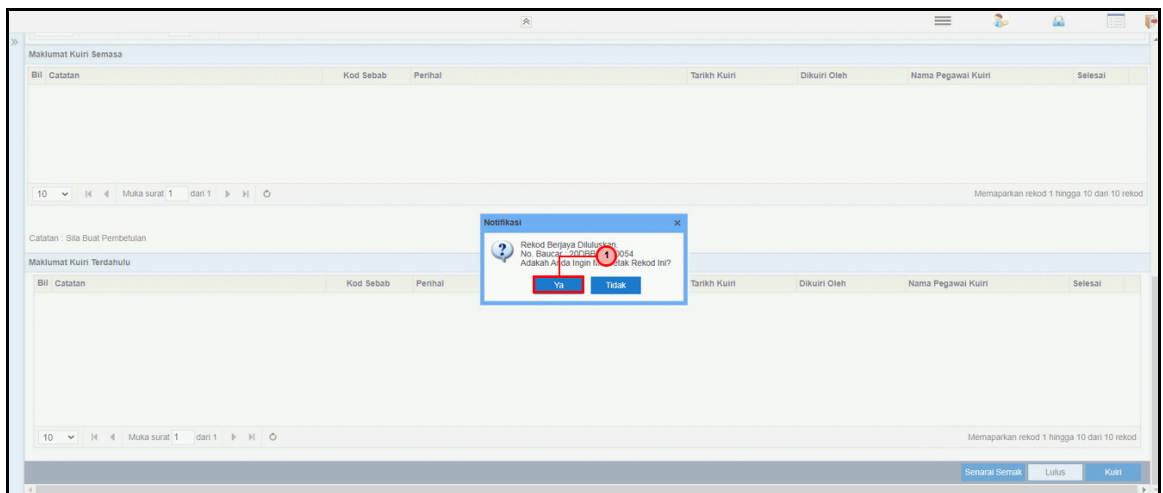 Maklumat Kuiri Semasa
Bil Catatan Kod Sebab Perihal Tarikh Kuiri Dikuiri Oleh Nama Pegawai Kuiri Selesai
10 Muka surat 1 dari 1 Memaparkan rekod 1 hingga 10 dari 10 rekod
Catatan : Sila Buat Pembetulan
Notifikasi
Rekod Berjaya Diluluskan.
No. Baucar : 0054
1
Adakah Anda Ingin Rekod Ini?
Ya Tidak
Maklumat Kuiri Terdahulu
Bil Catatan Kod Sebab Perihal Tarikh Kuiri Dikuiri Oleh Nama Pegawai Kuiri Selesai
10 Muka surat 1 dari 1 Memaparkan rekod 1 hingga 10 dari 10 rekod
Senarai Semak Lulus Kuiri